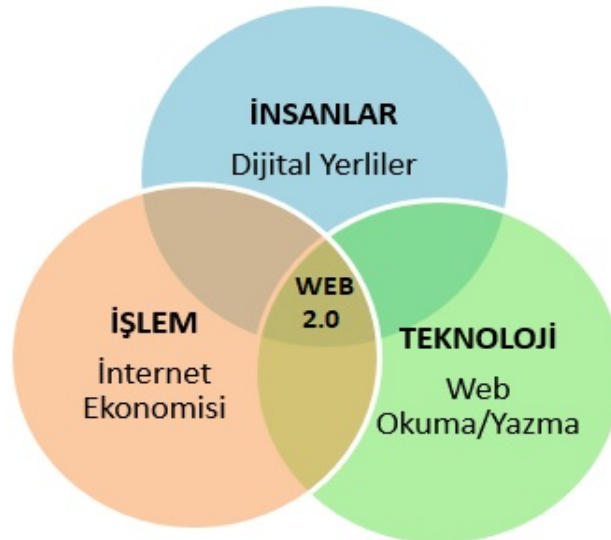 İNSANLAR
Dijital Yerliler
WEB
2.0
İŞLEM
İnternet
Ekonomisi
TEKNOLOJİ
Web
Okuma/Yazma